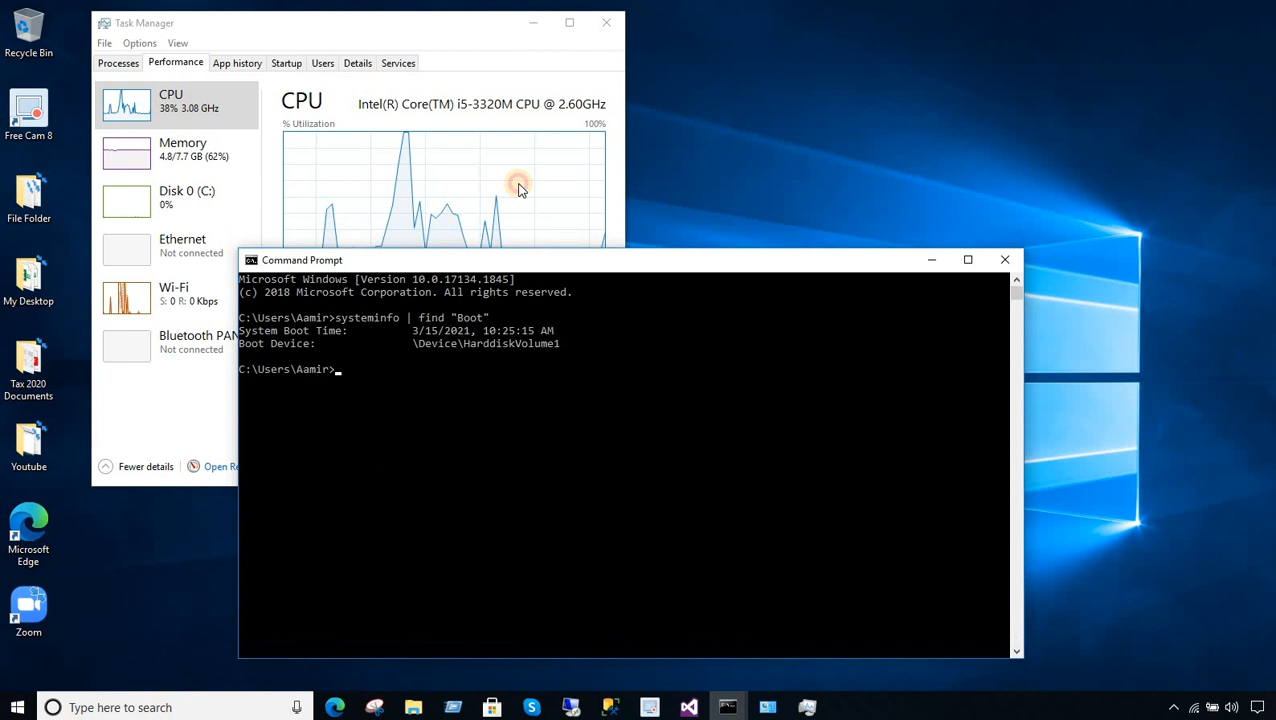 Recycle Bin
Free Cam 8
File Folder
My Desktop
Tax 2020
Documents
Youtube
Microsoft
Edge
Zoom
Task Manager
File Options View
Processes Performance App history Startup Users Details Services
CPU
38% 3.08 GHz
Memory
4.8/7.7 GB (62%)
Disk 0 (C:)
0%
Ethernet
Not connected
Wi-Fi
S: 0 R: 0 Kbps
Bluetooth PAN
Not connected
CPU Intel(R) Core(TM) i5-3320M CPU @ 2.60GHz
% Utilization 100%
Fewer details Open Re
Command Prompt
Microsoft Windows [Version 10.0.17134.1845]
(c) 2018 Microsoft Corporation. All rights reserved.
C:\Users\Aamir>systeminfo | find "Boot"
System Boot Time: 3/15/2021, 10:25:15 AM
Boot Device: \Device\HarddiskVolume1
C:\Users\Aamir>
Type here to search